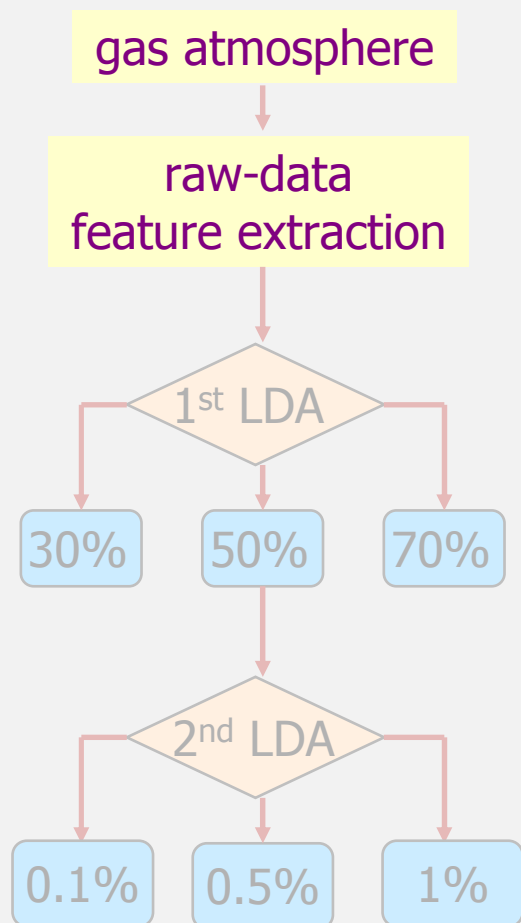 gas atmosphere
raw-data
feature extraction
1st LDA
30% 50% 70%
2nd LDA
0.1% 0.5% 1%